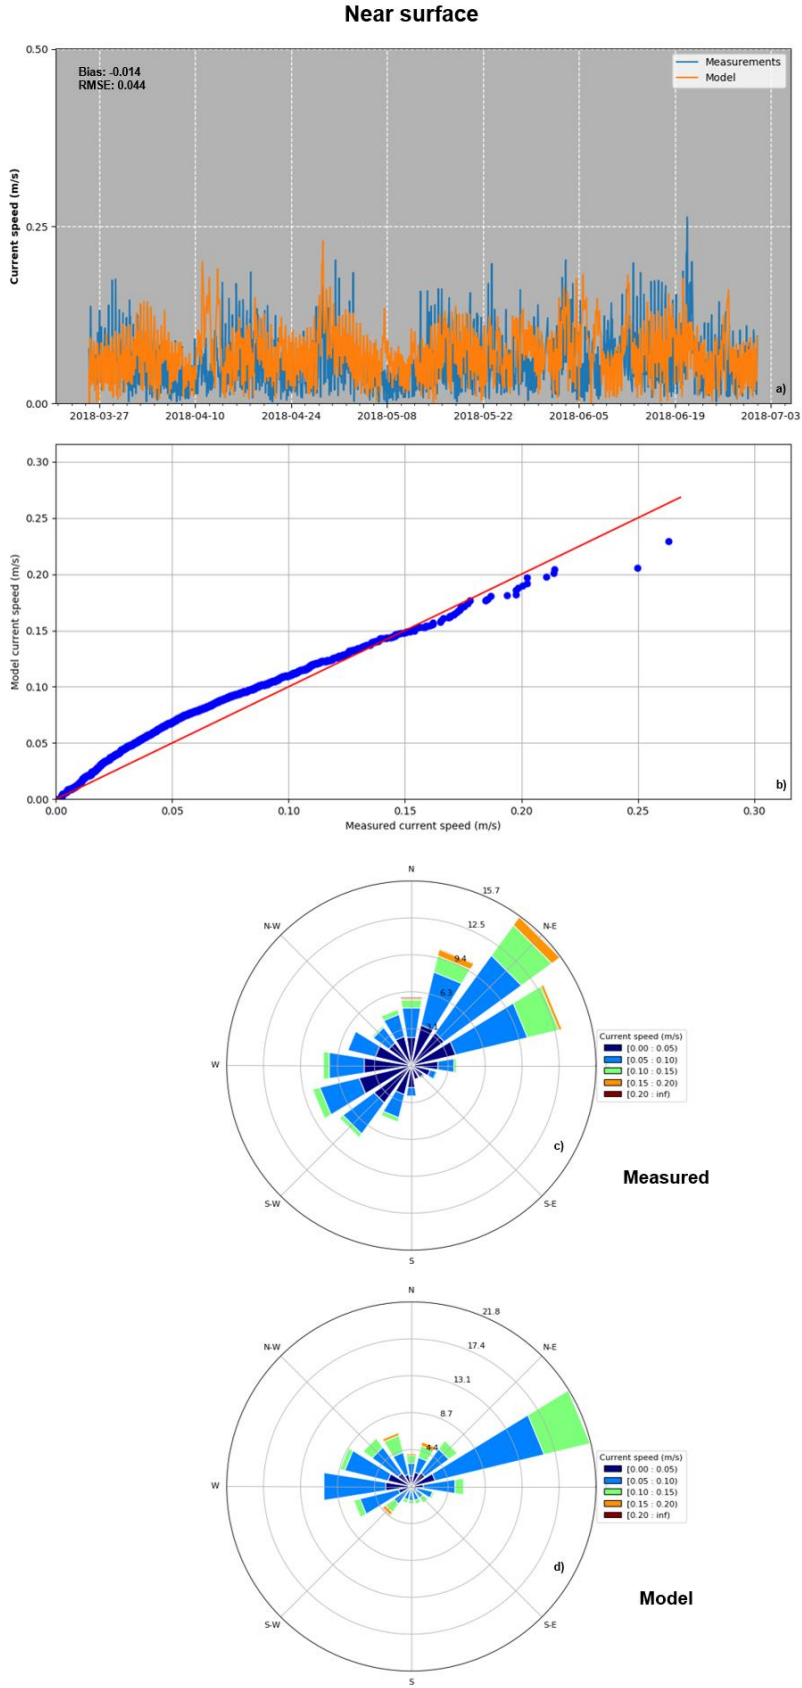 Near surface
0.50
Bias: -0.014
RMSE: 0.044
Measurements
Model
Current speed (m/s)
0.25
0.00
a)
2018-03-27 2018-04-10 2018-04-24 2018-05-08 2018-05-22 2018-06-05 2018-06-19 2018-07-03
0.30
0.25
0.20
Model current speed (m/s)
0.15
0.10
0.05
0.00
b)
0.00 0.05 0.10 0.15 0.20 0.25 0.30
Measured current speed (m/s)
N
15.7
N-W
12.5
N-E
9.4
6.3
W
Current speed (m/s)
[0.00 : 0.05)
[0.05 : 0.10)
[0.10 : 0.15)
[0.15 : 0.20)
[0.20 : inf)
c)
Measured
S-W
S-E
S
N
21.8
N-W
17.4
N-E
13.1
8.7
4.4
W
Current speed (m/s)
[0.00 : 0.05)
[0.05 : 0.10)
[0.10 : 0.15)
[0.15 : 0.20)
[0.20 : inf)
d)
Model
S-W
S-E
S